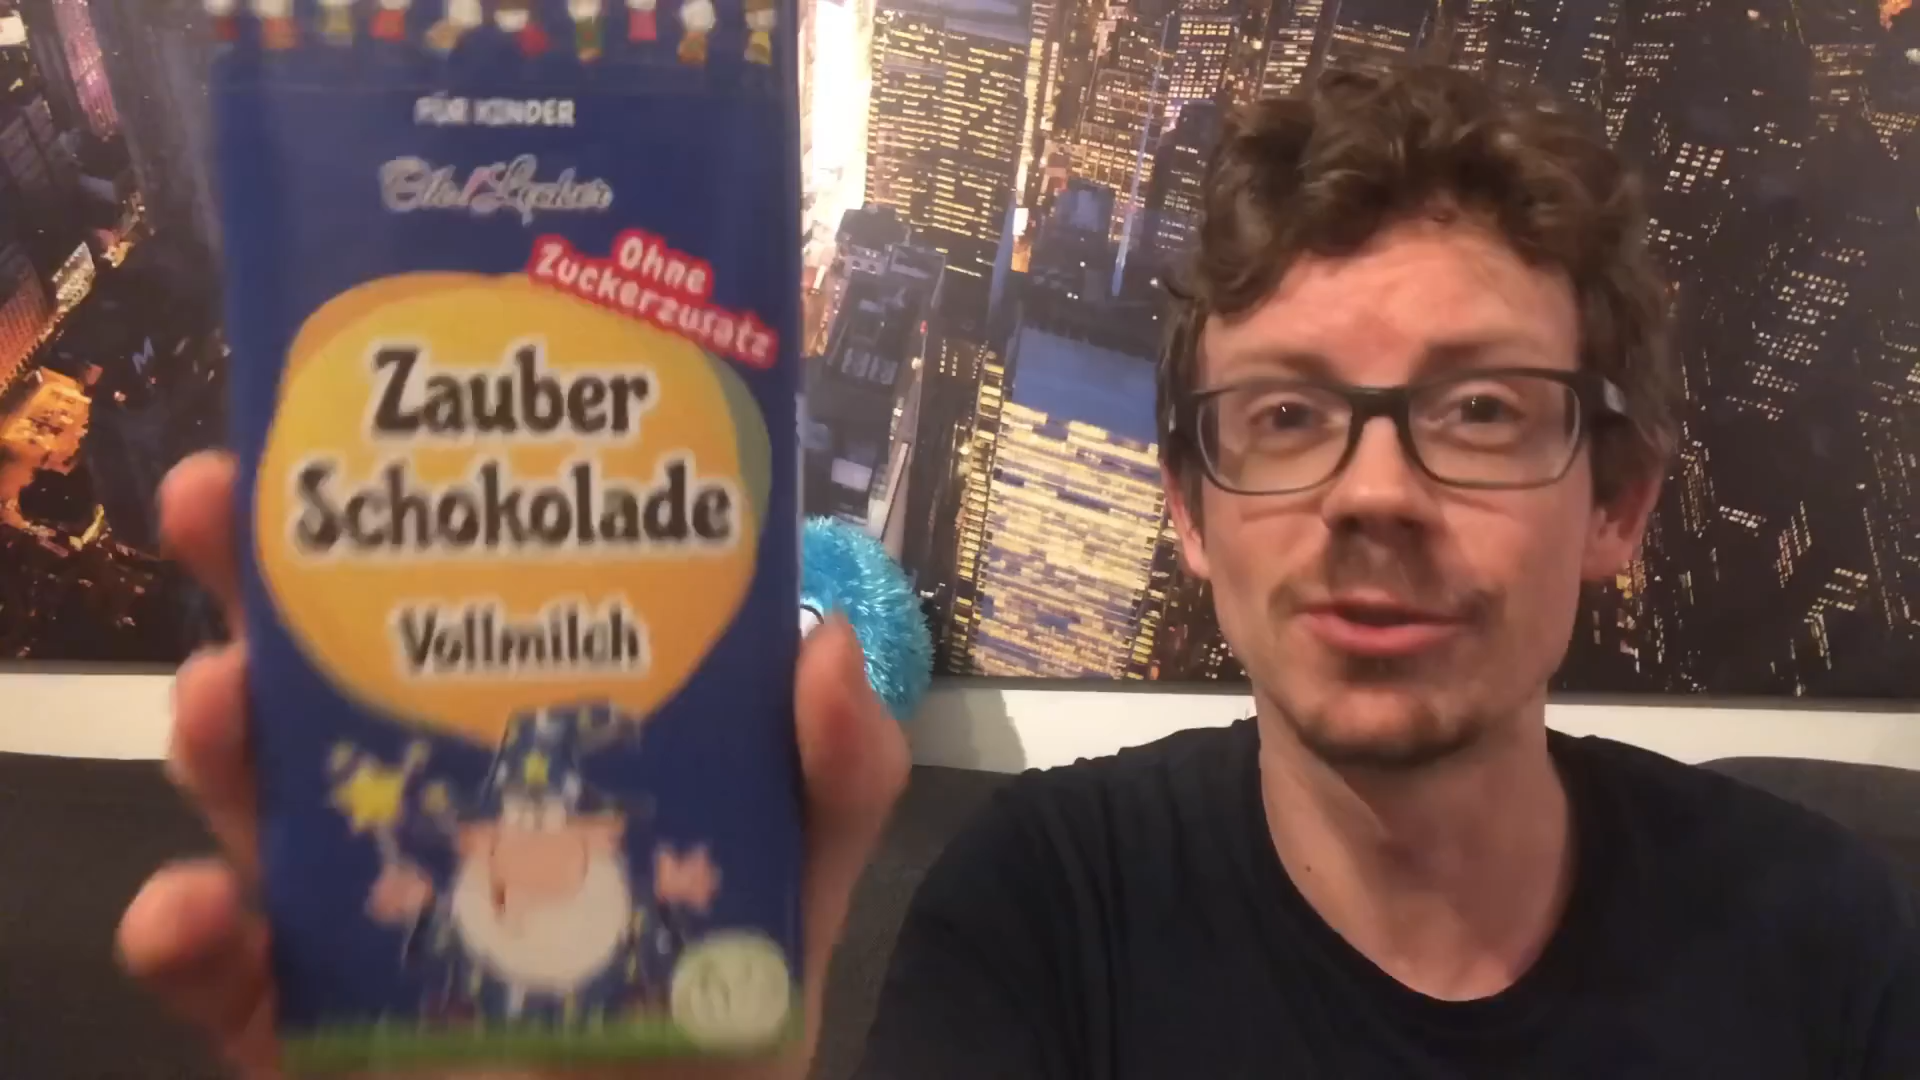 FÜR KINDER
Ohne
Zuckerzusatz
Zauber
Schokolade
Vollmilch